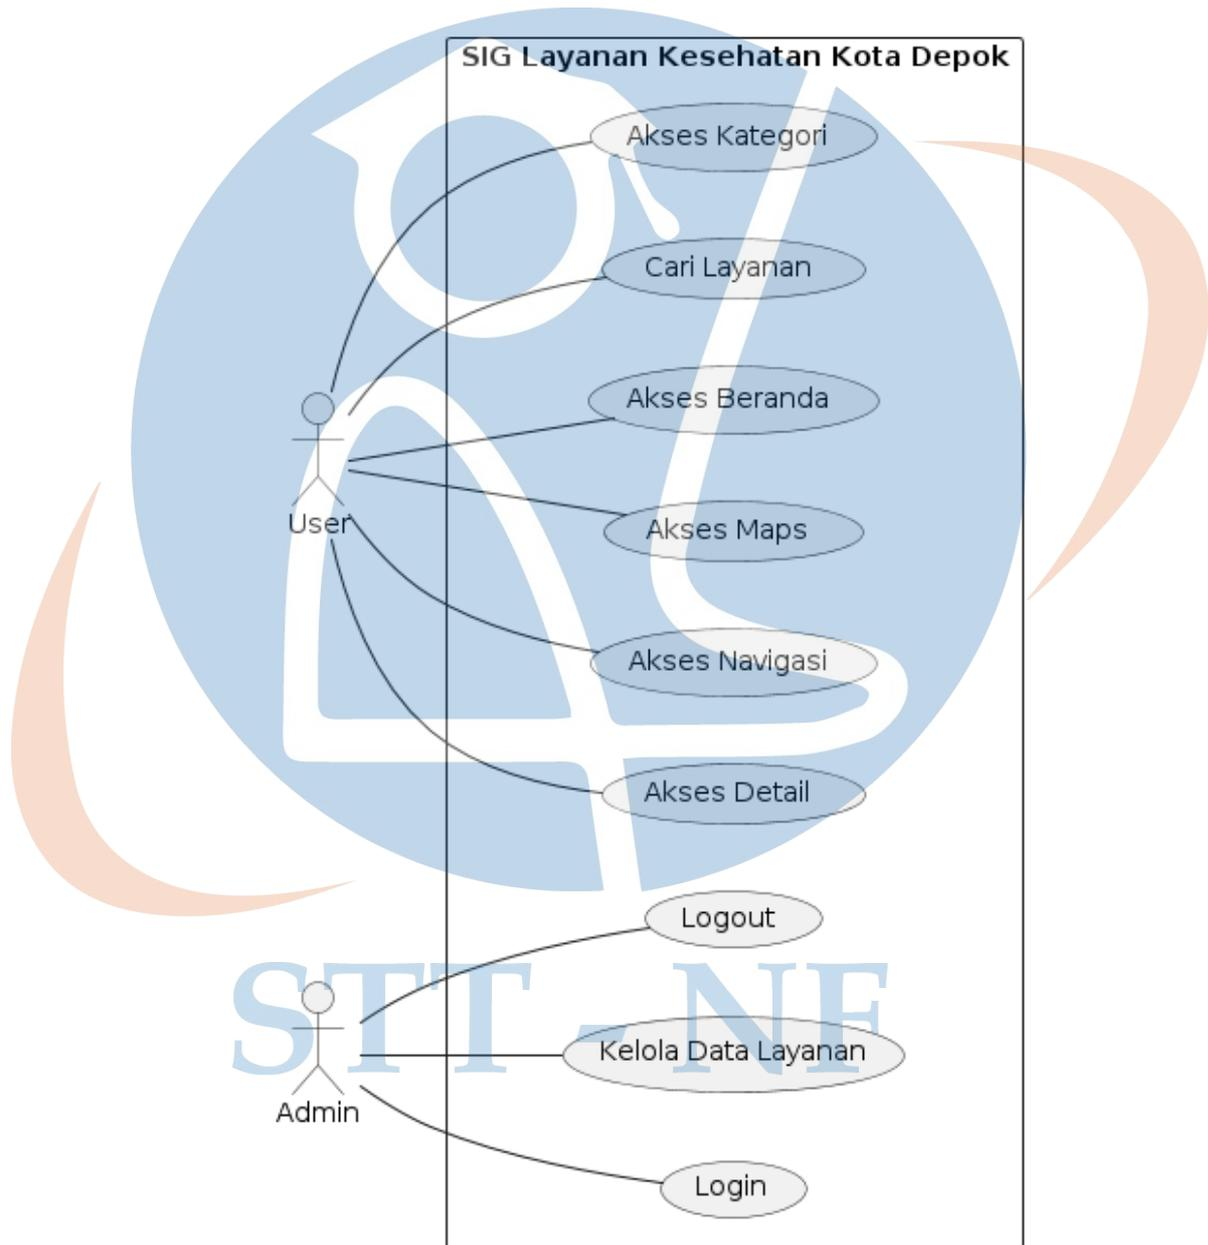 SIG Layanan Kesehatan Kota Depok
Akses Kategori
Cari Layanan
Akses Beranda
Akses Maps
User
Akses Navigasi
Akses Detail
Logout
STT - NF
Kelola Data Layanan
Admin
Login